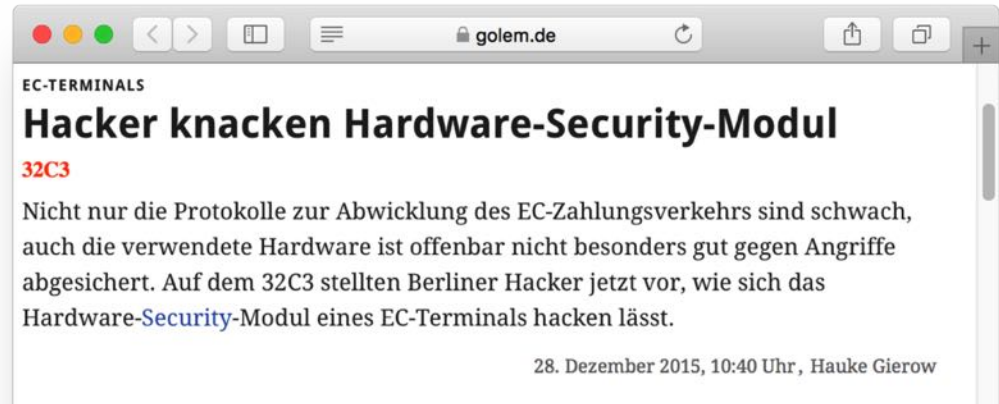 golem.de
EC-TERMINALS
Hacker knacken Hardware-Security-Modul
32C3
Nicht nur die Protokolle zur Abwicklung des EC-Zahlungsverkehrs sind schwach,
auch die verwendete Hardware ist offenbar nicht besonders gut gegen Angriffe
abgesichert. Auf dem 32C3 stellten Berliner Hacker jetzt vor, wie sich das
Hardware-Security-Modul eines EC-Terminals hacken lässt.
28. Dezember 2015, 10:40 Uhr, Hauke Gierow